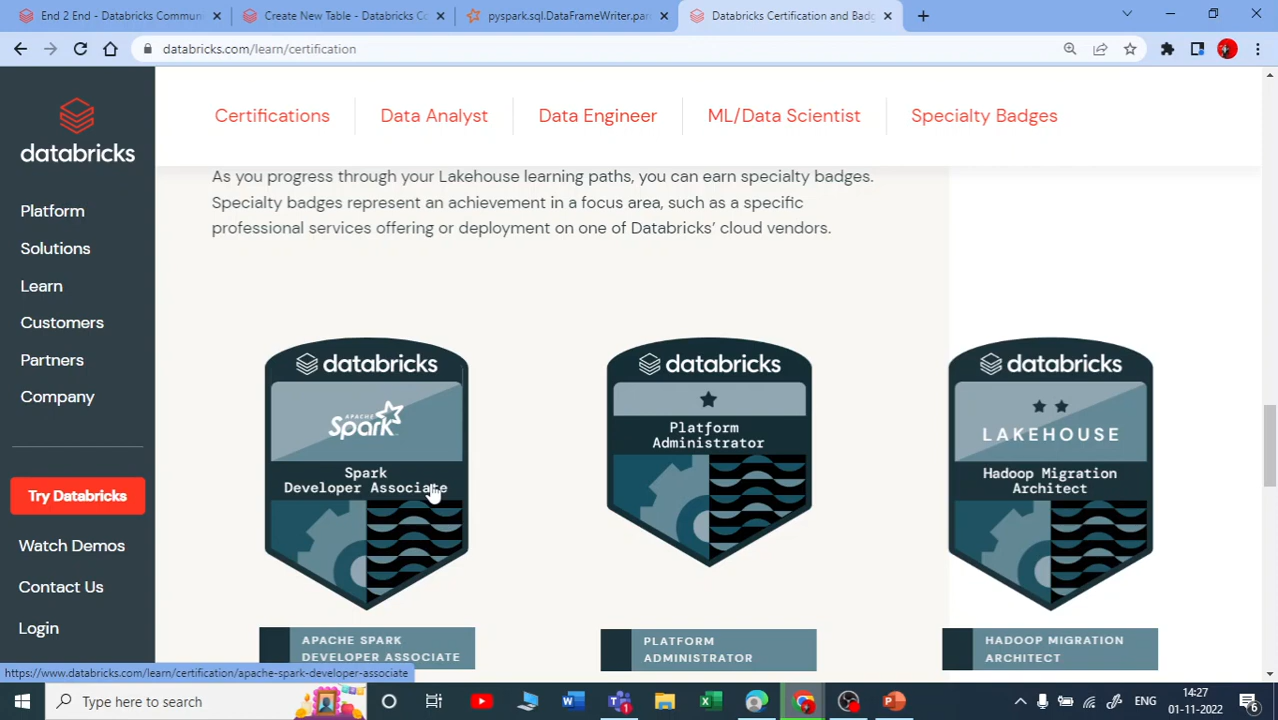 End 2 End - Databricks Commun
Create New Table - Databricks Co
pyspark.sql.DataFrameWriter.par
Databricks Certification and Badg
databricks.com/learn/certification
databricks
Platform
Solutions
Learn
Customers
Partners
Company
Try Databricks
Watch Demos
Contact Us
Login
Certifications
Data Analyst
Data Engineer
ML/Data Scientist
Specialty Badges
As you progress through your Lakehouse learning paths, you can earn specialty badges.
Specialty badges represent an achievement in a focus area, such as a specific
professional services offering or deployment on one of Databricks’ cloud vendors.
databricks
APACHE
Spark
Spark
Developer Associate
APACHE SPARK
DEVELOPER ASSOCIATE
databricks
Platform
Administrator
PLATFORM
ADMINISTRATOR
databricks
LAKEHOUSE
Hadoop Migration
Architect
HADOOP MIGRATION
ARCHITECT
https://www.databricks.com/learn/certification/apache-spark-developer-associate
Type here to search
ENG
14:27
01-11-2022
6